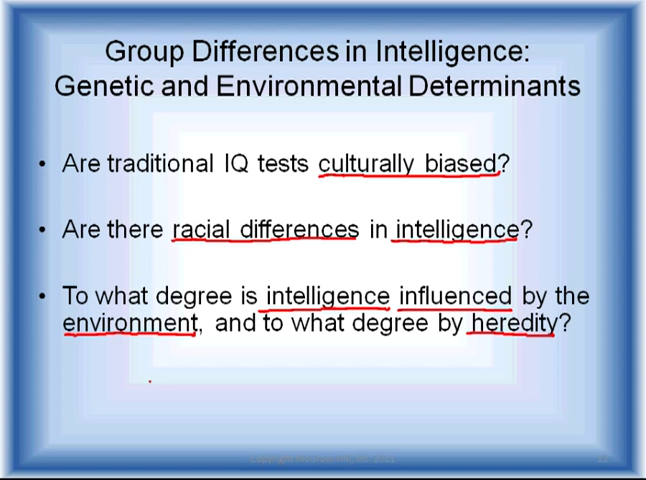 Group Differences in Intelligence:
Genetic and Environmental Determinants
• Are traditional IQ tests culturally biased?
• Are there racial differences in intelligence?
• To what degree is intelligence influenced by the
environment, and to what degree by heredity?